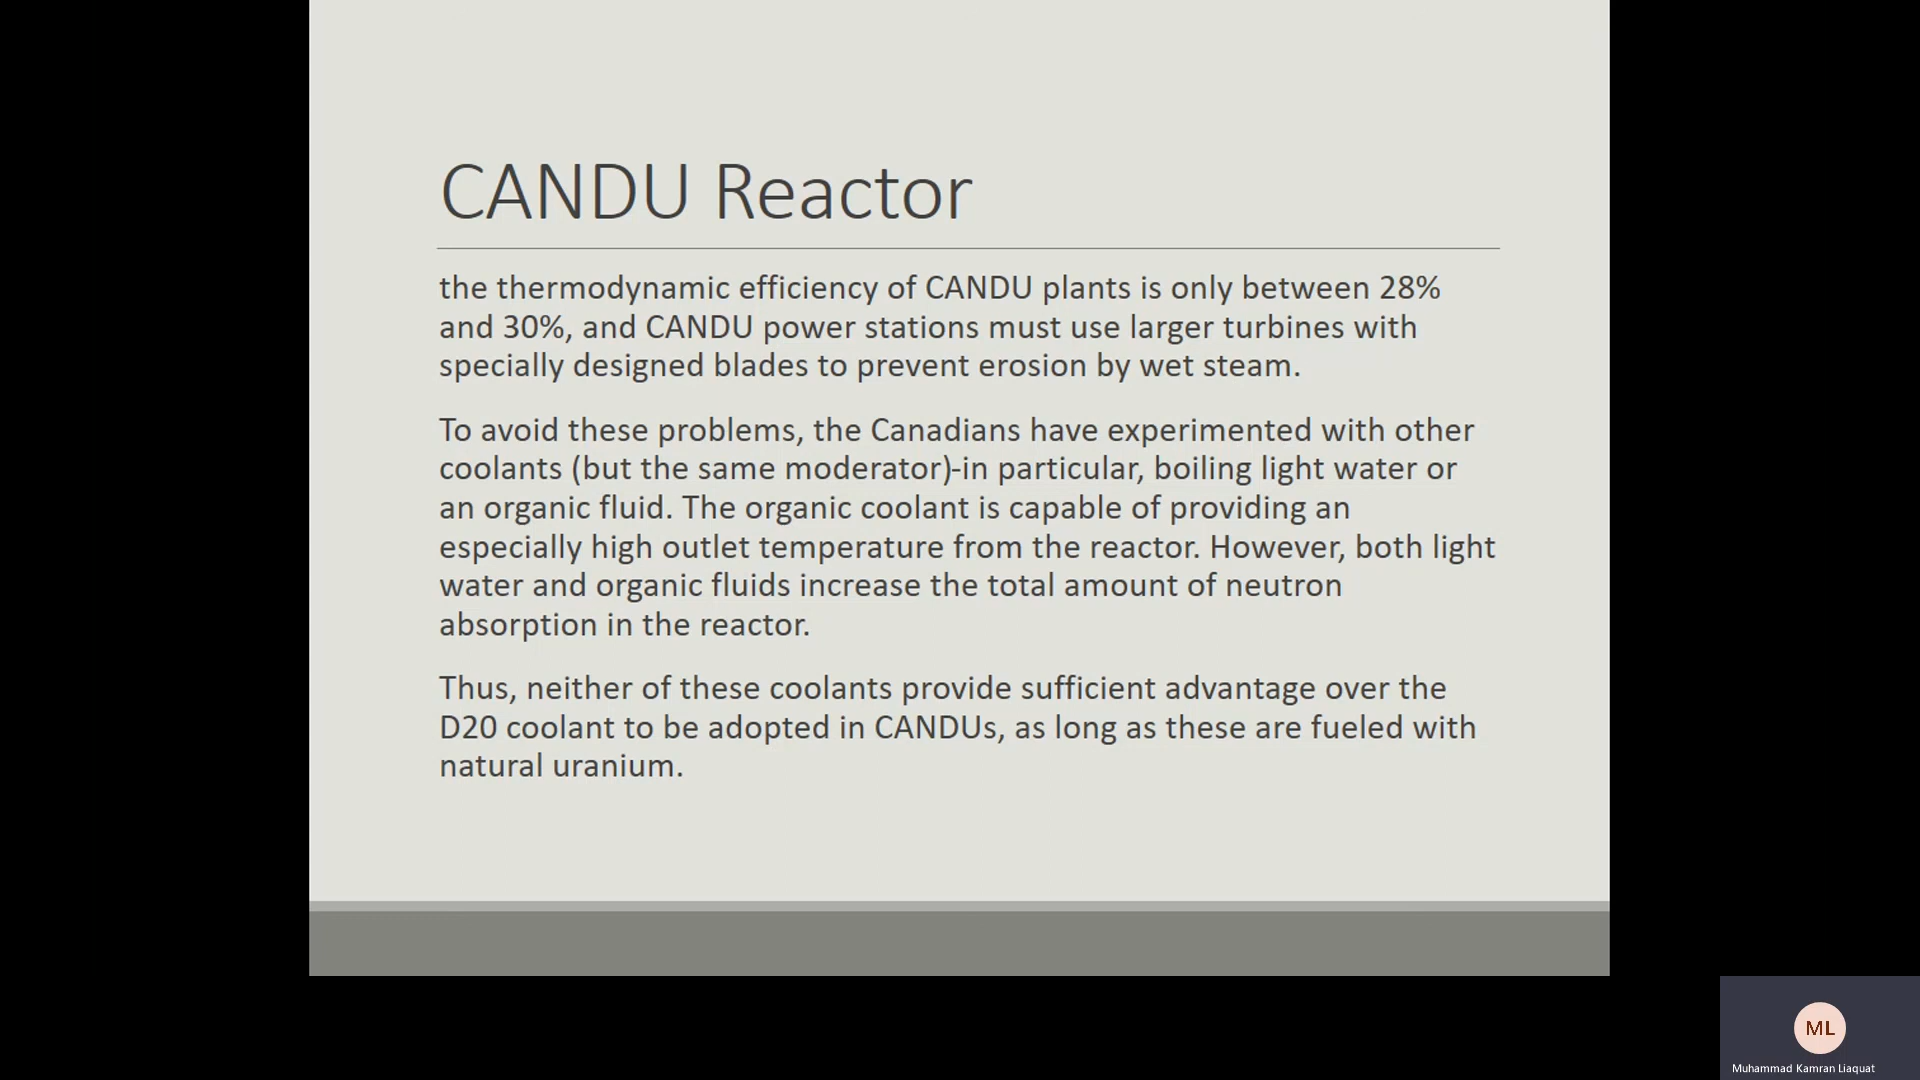 CANDU Reactor
the thermodynamic efficiency of CANDU plants is only between 28%
and 30%, and CANDU power stations must use larger turbines with
specially designed blades to prevent erosion by wet steam.
To avoid these problems, the Canadians have experimented with other
coolants (but the same moderator)-in particular, boiling light water or
an organic fluid. The organic coolant is capable of providing an
especially high outlet temperature from the reactor. However, both light
water and organic fluids increase the total amount of neutron
absorption in the reactor.
Thus, neither of these coolants provide sufficient advantage over the
D20 coolant to be adopted in CANDUs, as long as these are fueled with
natural uranium.
ML
Muhammad Kamran Liaquat